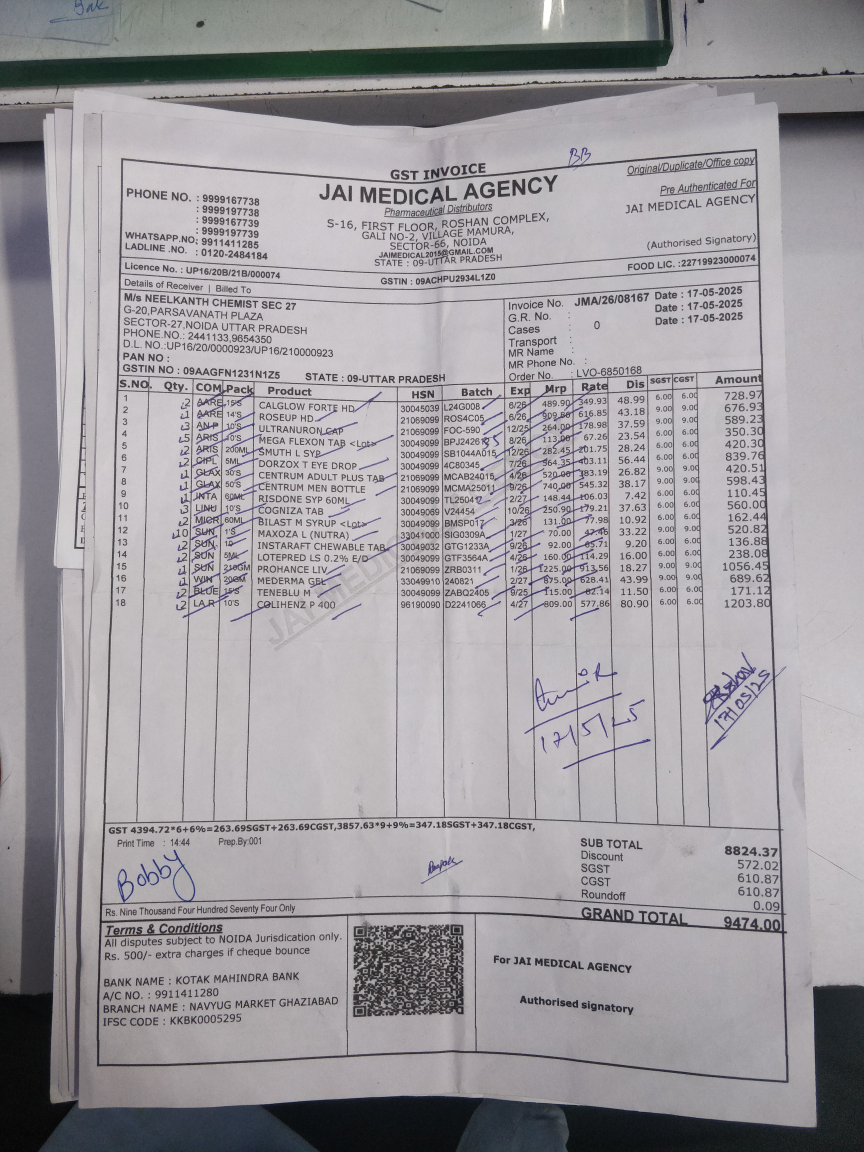 BB
GST INVOICE
Original/Duplicate/Office copy
JAI MEDICAL AGENCY
Pharmaceutical Distributors
S-16, FIRST FLOOR, ROSHAN COMPLEX,
GALI NO-2, VILLAGE MAMURA,
SECTOR-66, NOIDA
JAIMEDICAL2015@GMAIL.COM
STATE : 09-UTTAR PRADESH
PHONE NO. : 9999167738
: 9999197738
: 9999167739
: 9999197739
WHATSAPP.NO: 9911411285
LADLINE .NO. : 0120-2484184
Pre Authenticated For
JAI MEDICAL AGENCY
(Authorised Signatory)
Licence No. : UP16/20B/21B/000074
GSTIN : 09ACHPU2934L1Z0
FOOD LIC. :22719923000074
Details of Receiver | Billed to
M/s NEELKANTH CHEMIST SEC 27
G-20,PARSAVANATH PLAZA
SECTOR-27,NOIDA UTTAR PRADESH
PHONE.NO.: 2441133,9654350
D.L. NO.:UP16/20/0000923/UP16/210000923
PAN NO :
GSTIN NO : 09AAGFN1231N1Z5 STATE : 09-UTTAR PRADESH
Invoice No. JMA/26/08167 Date : 17-05-2025
G.R. No. : Date : 17-05-2025
Cases : 0 Date : 17-05-2025
Transport :
MR Name :
MR Phone No. :
Order No. : LVO-6850168
S.NO. Qty. COM Pack Product HSN Batch Exp Mrp Rate Dis SGST CGST Amount
1 2 AARE 15'S CALGLOW FORTE HD 30045039 L24G008 6/26 489.90 349.93 48.99 6.00 6.00 728.97
2 1 AARE 14'S ROSEUP HD 21069099 ROS4C05 616.85 43.18 9.00 9.00 676.93
3 3 10'S ULTRANURON CAP 21069099 FOC-590 12/25 264.00 178.98 37.59 9.00 9.00 589.23
4 5 ARIS 10'S MEGA FLEXON TAB <Lot> 30049099 8/26 113.00 67.26 23.54 6.00 6.00 350.30
5 2 ARIS 200ML SMUTH L SYP 30049099 SB1044A015 12/26 282.45 201.75 28.24 6.00 6.00 420.30
6 2 CIPL 5ML DORZOX T EYE DROP 30049099 4C80345 7/26 564.35 403.11 56.44 6.00 6.00 839.76
7 1 GLAX 30'S CENTRUM ADULT PLUS TAB 21069099 MCAB24015 4/26 520.00 383.19 26.82 9.00 9.00 420.51
8 1 GLAX 50'S CENTRUM MEN BOTTLE 21069099 MCMA25011 9/26 740.00 545.32 38.17 9.00 9.00 598.43
9 1 INTA 60ML RISDONE SYP 60ML 30049099 2/27 148.44 106.03 7.42 6.00 6.00 110.45
10 3 LINU 10'S COGNIZA TAB 30049069 V24454 10/26 250.90 179.21 37.63 6.00 6.00 560.00
11 2 MICR 60ML BILAST M SYRUP <Lgt> 30049099 BMSP017 3/26 131.00 77.98 10.92 6.00 6.00 162.44
12 10 SUN 1'S MAXOZA L (NUTRA) 33041000 SIG0309A 1/27 70.00 47.46 33.22 9.00 9.00 520.82
13 2 SUN INSTARAFT CHEWABLE TAB 30049032 GTG1233A 9/26 92.00 65.71 9.20 6.00 6.00 136.88
14 2 SUN 5ML LOTEPRED LS 0.2% E/D 30049099 GTF3564A 4/26 160.00 114.29 16.00 6.00 6.00 238.08
15 1 SUN 210GM PROHANCE LIV 21069099 ZRB0311 1/26 1225.00 913.56 18.27 9.00 9.00 1056.45
16 1 WIN 20GM MEDERMA GEL 33049910 240621 2/27 875.00 628.41 43.99 9.00 9.00 689.62
17 2 BLUE 15'S TENEBLU M 30049099 ZABQ2405 9/25 115.00 82.14 11.50 6.00 6.00 171.12
18 2 LA R 10'S COLIHENZ P 400 96190090 D2241066 4/27 809.00 577.86 80.90 6.00 6.00 1203.80
JAI MEDIC
17/5/25
17/05/25
GST 4394.72*6+6%=263.69SGST+263.69CGST,3857.63*9+9%=347.18SGST+347.18CGST,
Print Time : 14:44 Prep.By:001
Bobby
SUB TOTAL 8824.37
Discount 572.02
SGST 610.87
CGST 610.87
Roundoff 0.09
GRAND TOTAL 9474.00
Rs. Nine Thousand Four Hundred Seventy Four Only
Terms & Conditions
All disputes subject to NOIDA Jurisdication only.
Rs. 500/- extra charges if cheque bounce
BANK NAME : KOTAK MAHINDRA BANK
A/C NO. : 9911411280
BRANCH NAME : NAVYUG MARKET GHAZIABAD
IFSC CODE : KKBK0005295
For JAI MEDICAL AGENCY
Authorised signatory